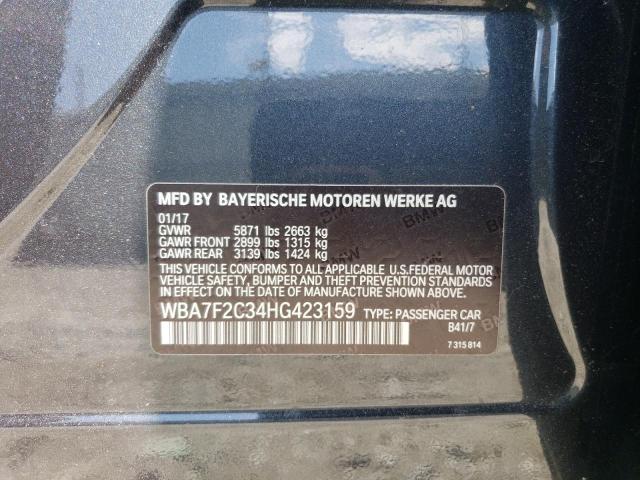 MFD BY BAYERISCHE MOTOREN WERKE AG
01/17
GVWR 5871 lbs 2663 kg
GAWR FRONT 2899 lbs 1315 kg
GAWR REAR 3139 lbs 1424 kg
THIS VEHICLE CONFORMS TO ALL APPLICABLE U.S.FEDERAL MOTOR
VEHICLE SAFETY, BUMPER AND THEFT PREVENTION STANDARDS
IN EFFECT ON THE DATE OF MANUFACTURE SHOWN ABOVE.
WBA7F2C34HG423159 TYPE: PASSENGER CAR
B41/7
7 315 814